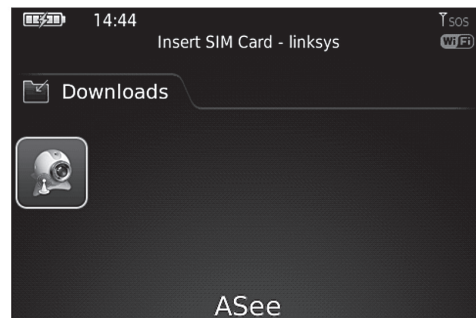 14:44
SOS
Insert SIM Card - linksys
WiFi
Downloads
ASee